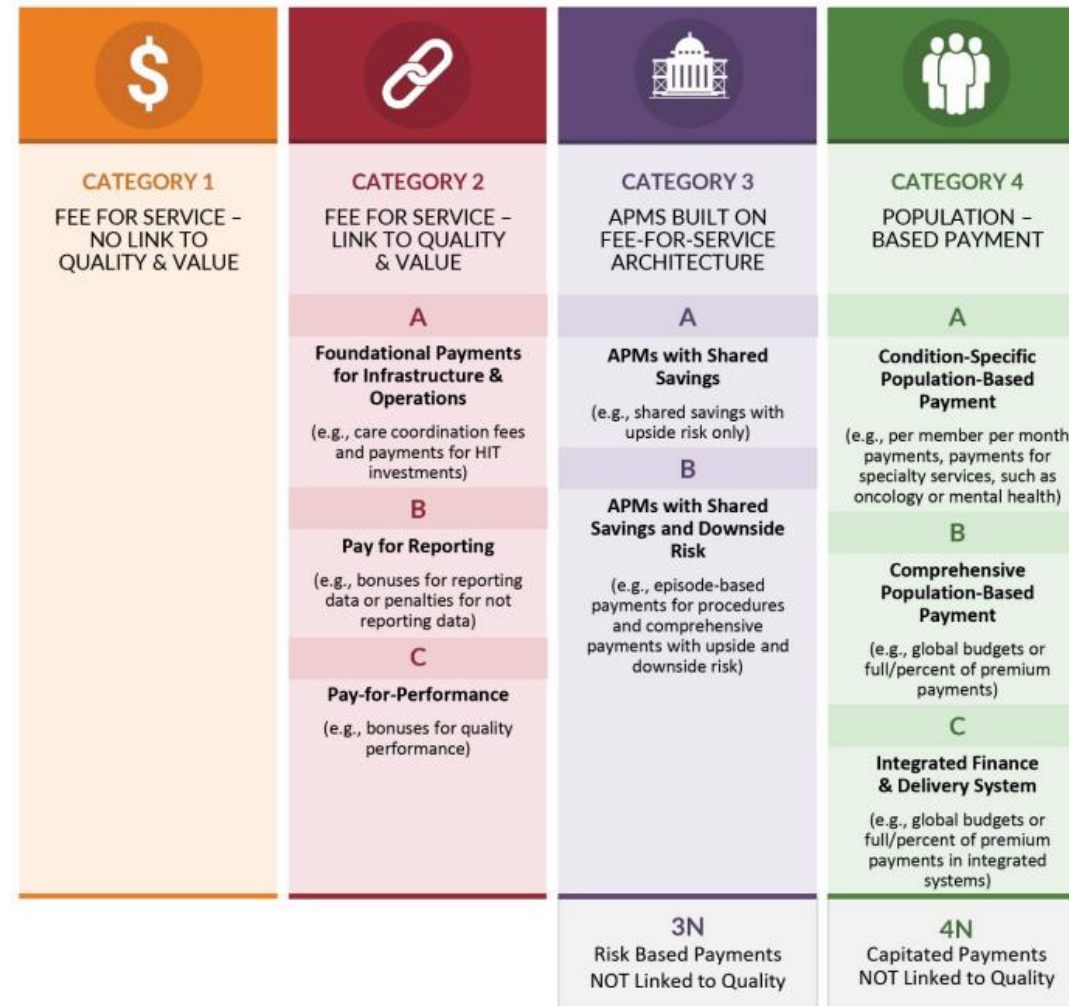 $
CATEGORY 1
FEE FOR SERVICE –
NO LINK TO
QUALITY & VALUE
CATEGORY 2
FEE FOR SERVICE –
LINK TO QUALITY
& VALUE
A
Foundational Payments
for Infrastructure &
Operations
(e.g., care coordination fees
and payments for HIT
investments)
B
Pay for Reporting
(e.g., bonuses for reporting
data or penalties for not
reporting data)
C
Pay-for-Performance
(e.g., bonuses for quality
performance)
CATEGORY 3
APMS BUILT ON
FEE-FOR-SERVICE
ARCHITECTURE
A
APMs with Shared
Savings
(e.g., shared savings with
upside risk only)
B
APMs with Shared
Savings and Downside
Risk
(e.g., episode-based
payments for procedures
and comprehensive
payments with upside and
downside risk)
3N
Risk Based Payments
NOT Linked to Quality
CATEGORY 4
POPULATION –
BASED PAYMENT
A
Condition-Specific
Population-Based
Payment
(e.g., per member per month
payments, payments for
specialty services, such as
oncology or mental health)
B
Comprehensive
Population-Based
Payment
(e.g., global budgets or
full/percent of premium
payments)
C
Integrated Finance
& Delivery System
(e.g., global budgets or
full/percent of premium
payments in integrated
systems)
4N
Capitated Payments
NOT Linked to Quality